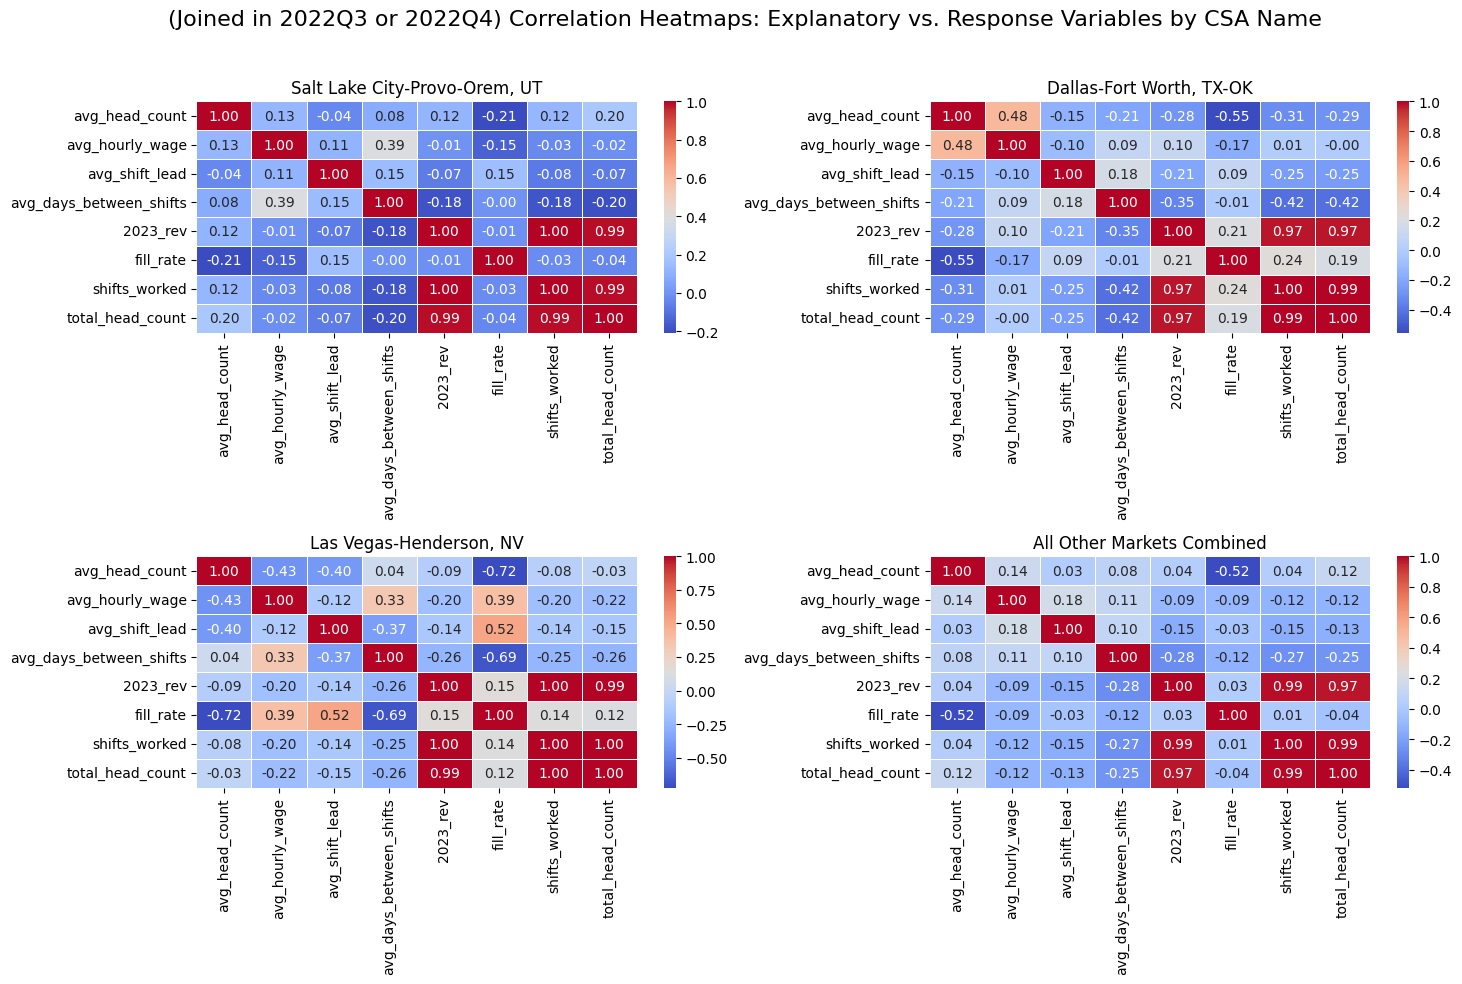 (Joined in 2022Q3 or 2022Q4) Correlation Heatmaps: Explanatory vs. Response Variables by CSA Name
Salt Lake City-Provo-Orem, UT
avg_head_count 1.00 0.13 -0.04 0.08 0.12 -0.21 0.12 0.20
avg_hourly_wage 0.13 1.00 0.11 0.39 -0.01 -0.15 -0.03 -0.02
avg_shift_lead -0.04 0.11 1.00 0.15 -0.07 0.15 -0.08 -0.07
avg_days_between_shifts 0.08 0.39 0.15 1.00 -0.18 -0.00 -0.18 -0.20
2023_rev 0.12 -0.01 -0.07 -0.18 1.00 -0.01 1.00 0.99
fill_rate -0.21 -0.15 0.15 -0.00 -0.01 1.00 -0.03 -0.04
shifts_worked 0.12 -0.03 -0.08 -0.18 1.00 -0.03 1.00 0.99
total_head_count 0.20 -0.02 -0.07 -0.20 0.99 -0.04 0.99 1.00
avg_head_count
avg_hourly_wage
avg_shift_lead
avg_days_between_shifts
2023_rev
fill_rate
shifts_worked
total_head_count
1.0
0.8
0.6
0.4
0.2
0.0
−0.2
Dallas-Fort Worth, TX-OK
avg_head_count 1.00 0.48 -0.15 -0.21 -0.28 -0.55 -0.31 -0.29
avg_hourly_wage 0.48 1.00 -0.10 0.09 0.10 -0.17 0.01 -0.00
avg_shift_lead -0.15 -0.10 1.00 0.18 -0.21 0.09 -0.25 -0.25
avg_days_between_shifts -0.21 0.09 0.18 1.00 -0.35 -0.01 -0.42 -0.42
2023_rev -0.28 0.10 -0.21 -0.35 1.00 0.21 0.97 0.97
fill_rate -0.55 -0.17 0.09 -0.01 0.21 1.00 0.24 0.19
shifts_worked -0.31 0.01 -0.25 -0.42 0.97 0.24 1.00 0.99
total_head_count -0.29 -0.00 -0.25 -0.42 0.97 0.19 0.99 1.00
avg_head_count
avg_hourly_wage
avg_shift_lead
avg_days_between_shifts
2023_rev
fill_rate
shifts_worked
total_head_count
1.0
0.8
0.6
0.4
0.2
0.0
−0.2
−0.4
Las Vegas-Henderson, NV
avg_head_count 1.00 -0.43 -0.40 0.04 -0.09 -0.72 -0.08 -0.03
avg_hourly_wage -0.43 1.00 -0.12 0.33 -0.20 0.39 -0.20 -0.22
avg_shift_lead -0.40 -0.12 1.00 -0.37 -0.14 0.52 -0.14 -0.15
avg_days_between_shifts 0.04 0.33 -0.37 1.00 -0.26 -0.69 -0.25 -0.26
2023_rev -0.09 -0.20 -0.14 -0.26 1.00 0.15 1.00 0.99
fill_rate -0.72 0.39 0.52 -0.69 0.15 1.00 0.14 0.12
shifts_worked -0.08 -0.20 -0.14 -0.25 1.00 0.14 1.00 1.00
total_head_count -0.03 -0.22 -0.15 -0.26 0.99 0.12 1.00 1.00
avg_head_count
avg_hourly_wage
avg_shift_lead
avg_days_between_shifts
2023_rev
fill_rate
shifts_worked
total_head_count
1.00
0.75
0.50
0.25
0.00
−0.25
−0.50
All Other Markets Combined
avg_head_count 1.00 0.14 0.03 0.08 0.04 -0.52 0.04 0.12
avg_hourly_wage 0.14 1.00 0.18 0.11 -0.09 -0.09 -0.12 -0.12
avg_shift_lead 0.03 0.18 1.00 0.10 -0.15 -0.03 -0.15 -0.13
avg_days_between_shifts 0.08 0.11 0.10 1.00 -0.28 -0.12 -0.27 -0.25
2023_rev 0.04 -0.09 -0.15 -0.28 1.00 0.03 0.99 0.97
fill_rate -0.52 -0.09 -0.03 -0.12 0.03 1.00 0.01 -0.04
shifts_worked 0.04 -0.12 -0.15 -0.27 0.99 0.01 1.00 0.99
total_head_count 0.12 -0.12 -0.13 -0.25 0.97 -0.04 0.99 1.00
avg_head_count
avg_hourly_wage
avg_shift_lead
avg_days_between_shifts
2023_rev
fill_rate
shifts_worked
total_head_count
1.0
0.8
0.6
0.4
0.2
0.0
−0.2
−0.4